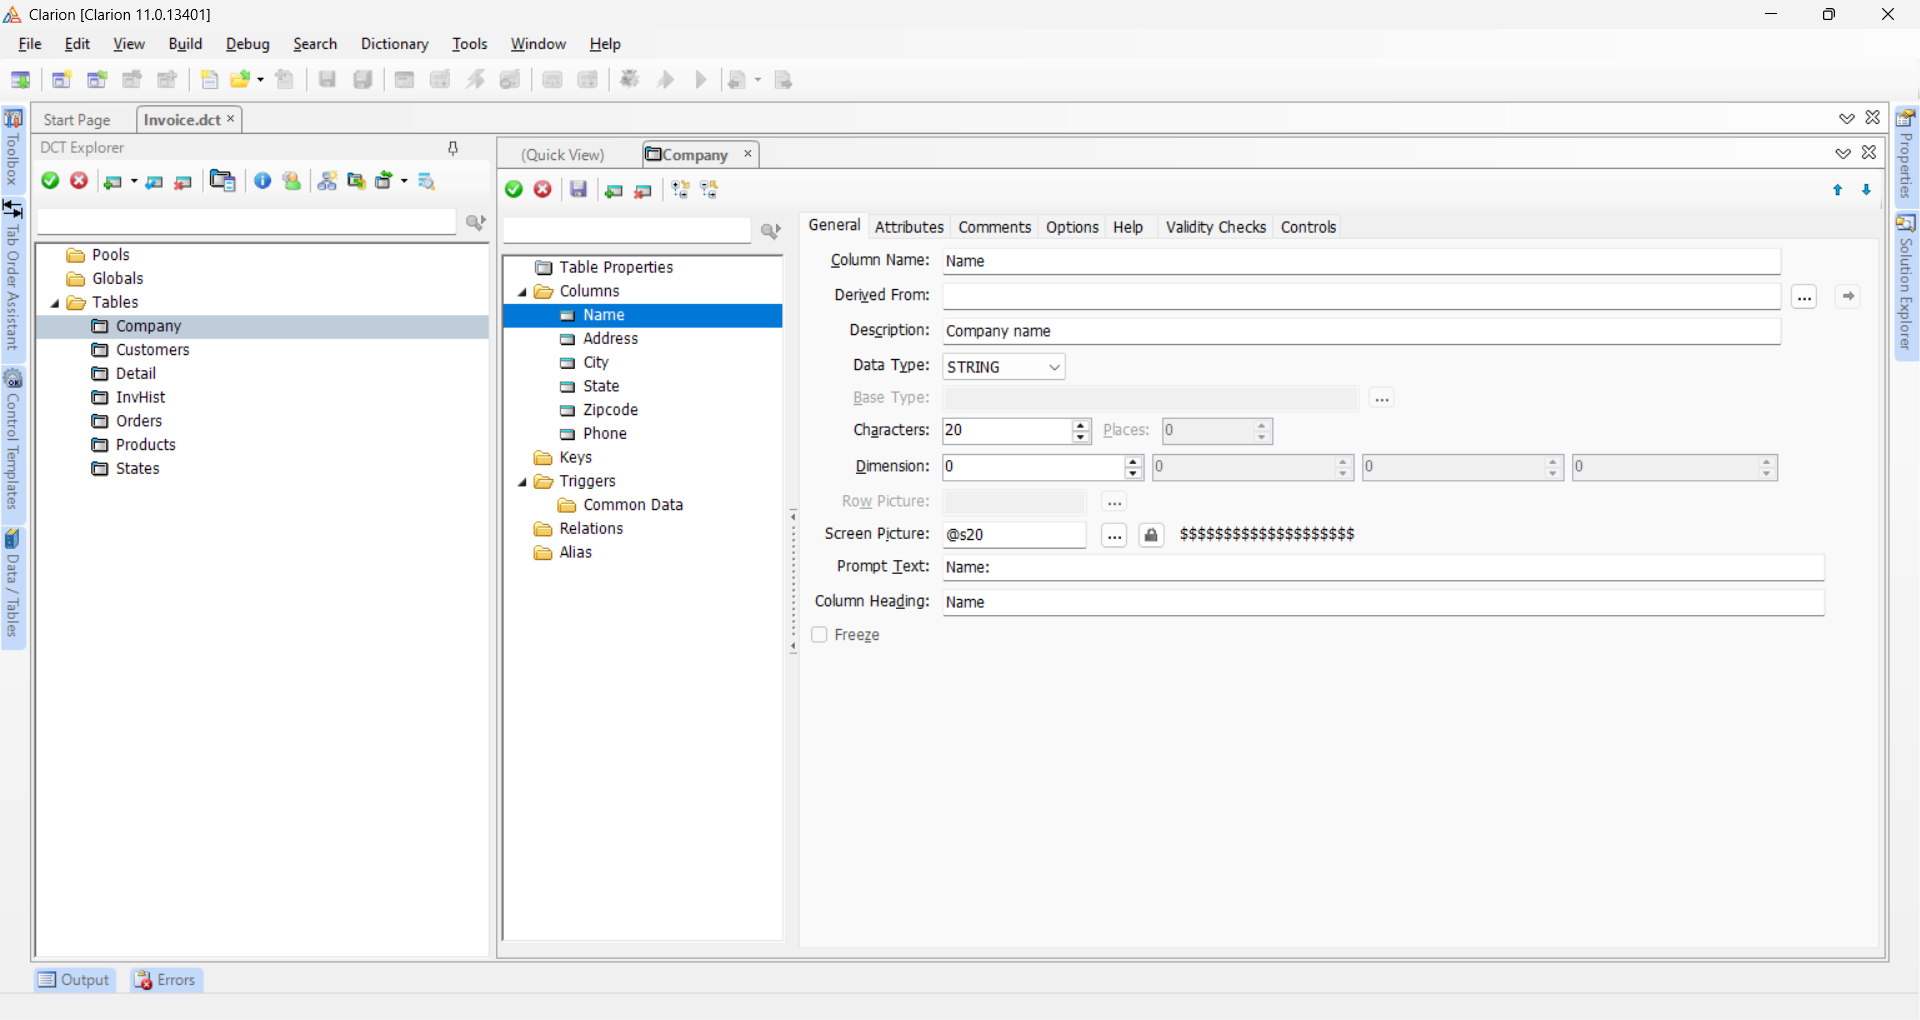 Clarion [Clarion 11.0.13401]
File Edit View Build Debug Search Dictionary Tools Window Help
Start Page Invoice.dct
DCT Explorer
Pools
Globals
Tables
Company
Customers
Detail
InvHist
Orders
Products
States
(Quick View) Company
Table Properties
Columns
Name
Address
City
State
Zipcode
Phone
Keys
Triggers
Common Data
Relations
Alias
General Attributes Comments Options Help Validity Checks Controls
Column Name: Name
Derived From: ...
Description: Company name
Data Type: STRING
Base Type: ...
Characters: 20 Places: 0
Dimension: 0 0 0 0
Row Picture: ...
Screen Picture: @s20 ... $$$$$$$$$$$$$$$$$$$$
Prompt Text: Name:
Column Heading: Name
Freeze
Toolbox
Tab Order Assistant
Control Templates
Data / Tables
Properties
Solution Explorer
Output Errors